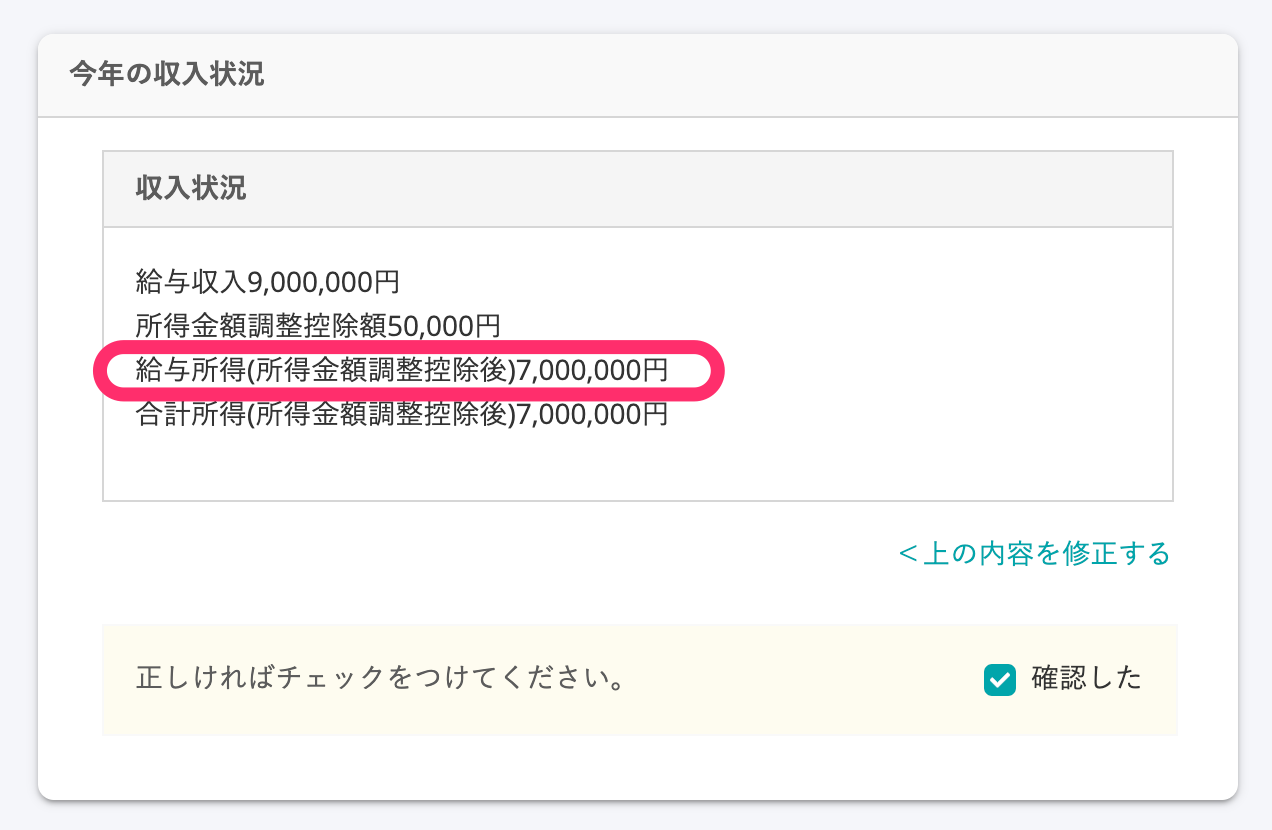 今年の収入状況
収入状況
給与収入9,000,000円
所得金額調整控除額50,000円
給与所得(所得金額調整控除後)7,000,000円
合計所得(所得金額調整控除後)7,000,000円
<上の内容を修正する
正しければチェックをつけてください。 確認した